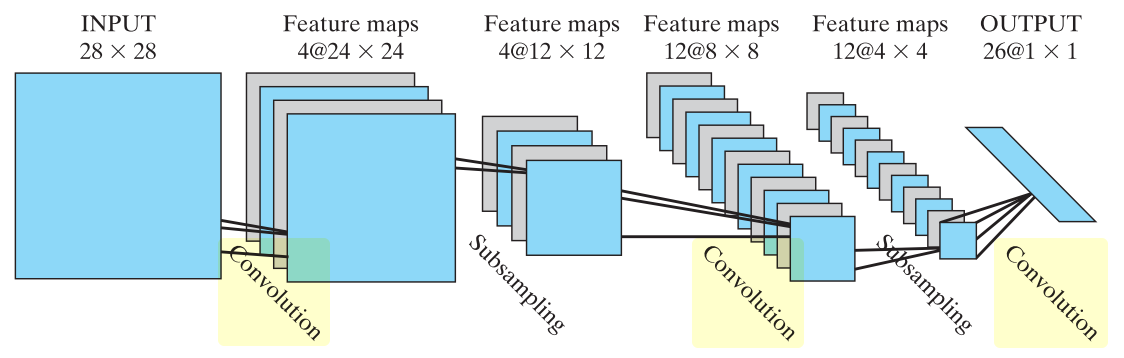 INPUT
28 × 28
Feature maps
4@24 × 24
Feature maps
4@12 × 12
Feature maps
12@8 × 8
Feature maps
12@4 × 4
OUTPUT
26@1 × 1
Convolution
Subsampling
Convolution
Subsampling
Convolution